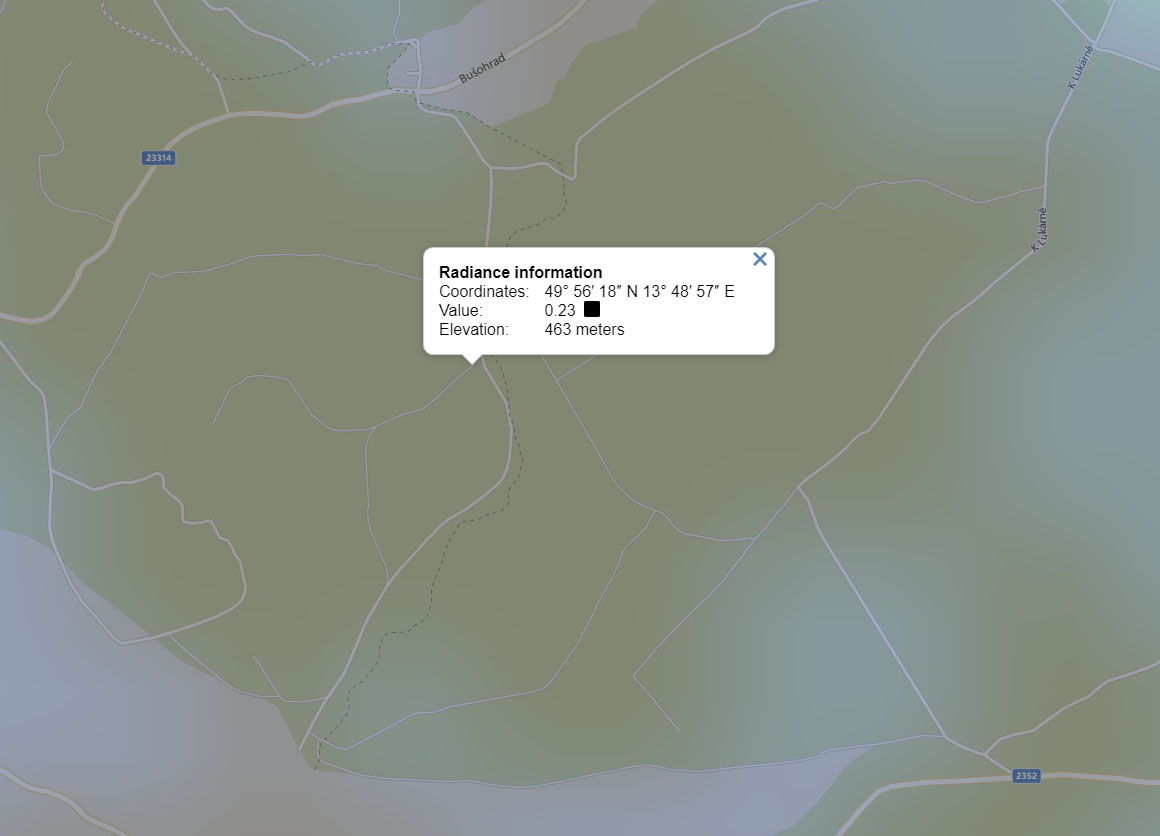 Bušohrad
K Lukárně
23314
K Lukárně
Radiance information
Coordinates: 49° 56′ 18″ N 13° 48′ 57″ E
Value: 0.23
Elevation: 463 meters
2352